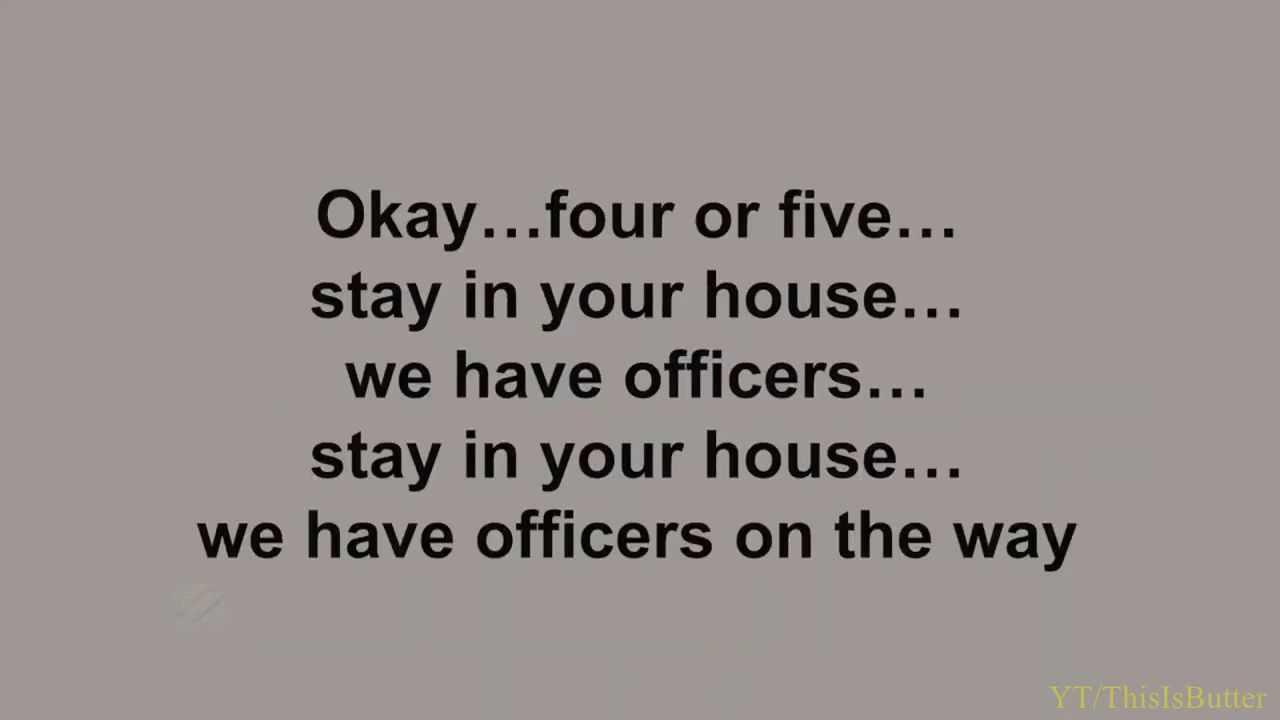 Okay…four or five…
stay in your house…
we have officers…
stay in your house…
we have officers on the way
YT/ThisIsButter